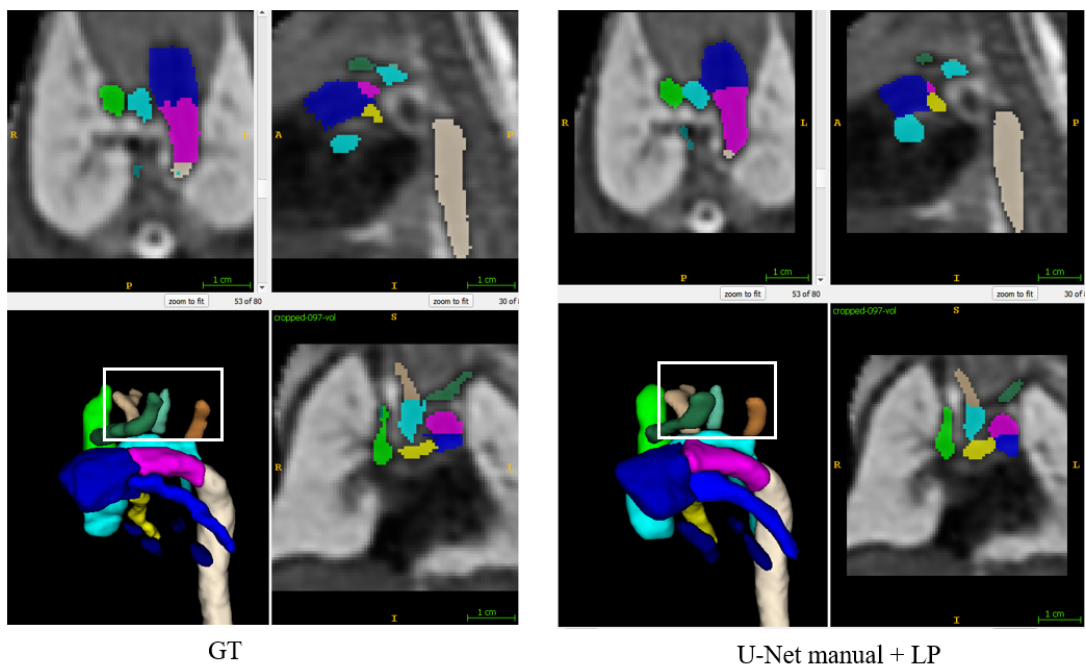 R
L
P
1 cm
A
P
I
1 cm
R
L
P
1 cm
A
P
I
1 cm
zoom to fit
53 of 80
zoom to fit
30 of
zoom to fit
53 of 80
zoom to fit
30 of
cropped-097-vol
S
R
L
I
1 cm
cropped-097-vol
S
R
L
I
1 cm
GT
U-Net manual + LP